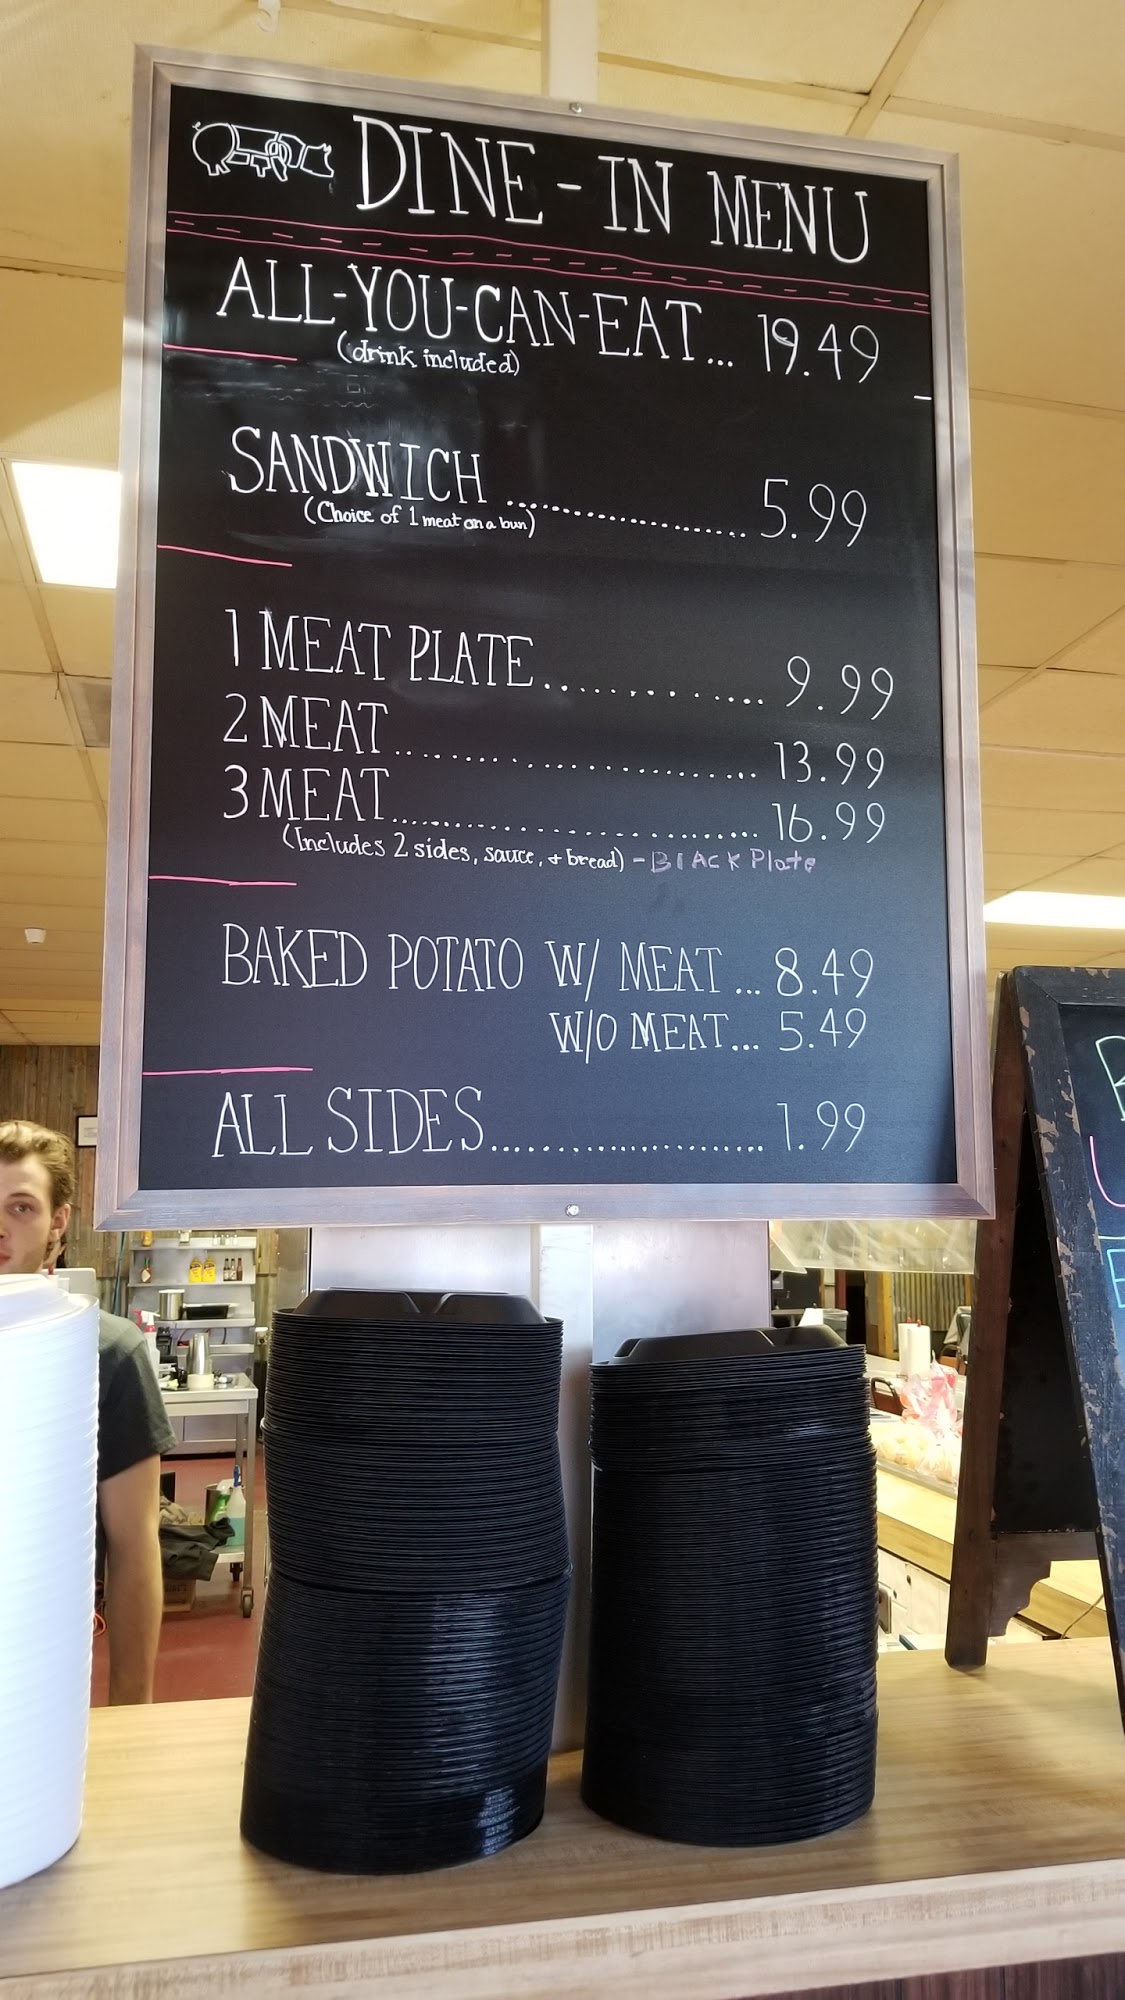 DINE-IN MENU
ALL-YOU-CAN-EAT... 19.49
(drink included)
SANDWICH ........................ 5.99
(Choice of 1 meat on a bun)
1 MEAT PLATE.............. 9.99
2 MEAT.............................. 13.99
3 MEAT.............................. 16.99
(Includes 2 sides, sauce, + bread) - BlACK Plate
BAKED POTATO W/ MEAT... 8.49
W/O MEAT... 5.49
ALL SIDES........................ 1.99